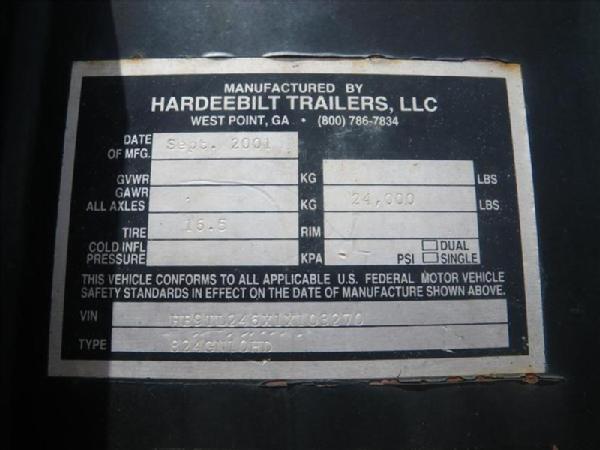 MANUFACTURED BY
HARDEEBILT TRAILERS, LLC
WEST POINT, GA • (800) 786-7834
DATE OF MFG. Sept. 2001
GVWR KG LBS
GAWR ALL AXLES KG 24,000 LBS
TIRE 16.5 RIM
COLD INFL PRESSURE KPA PSI DUAL SINGLE
THIS VEHICLE CONFORMS TO ALL APPLICABLE U.S. FEDERAL MOTOR VEHICLE
SAFETY STANDARDS IN EFFECT ON THE DATE OF MANUFACTURE SHOWN ABOVE.
VIN
TYPE 824GN10HD